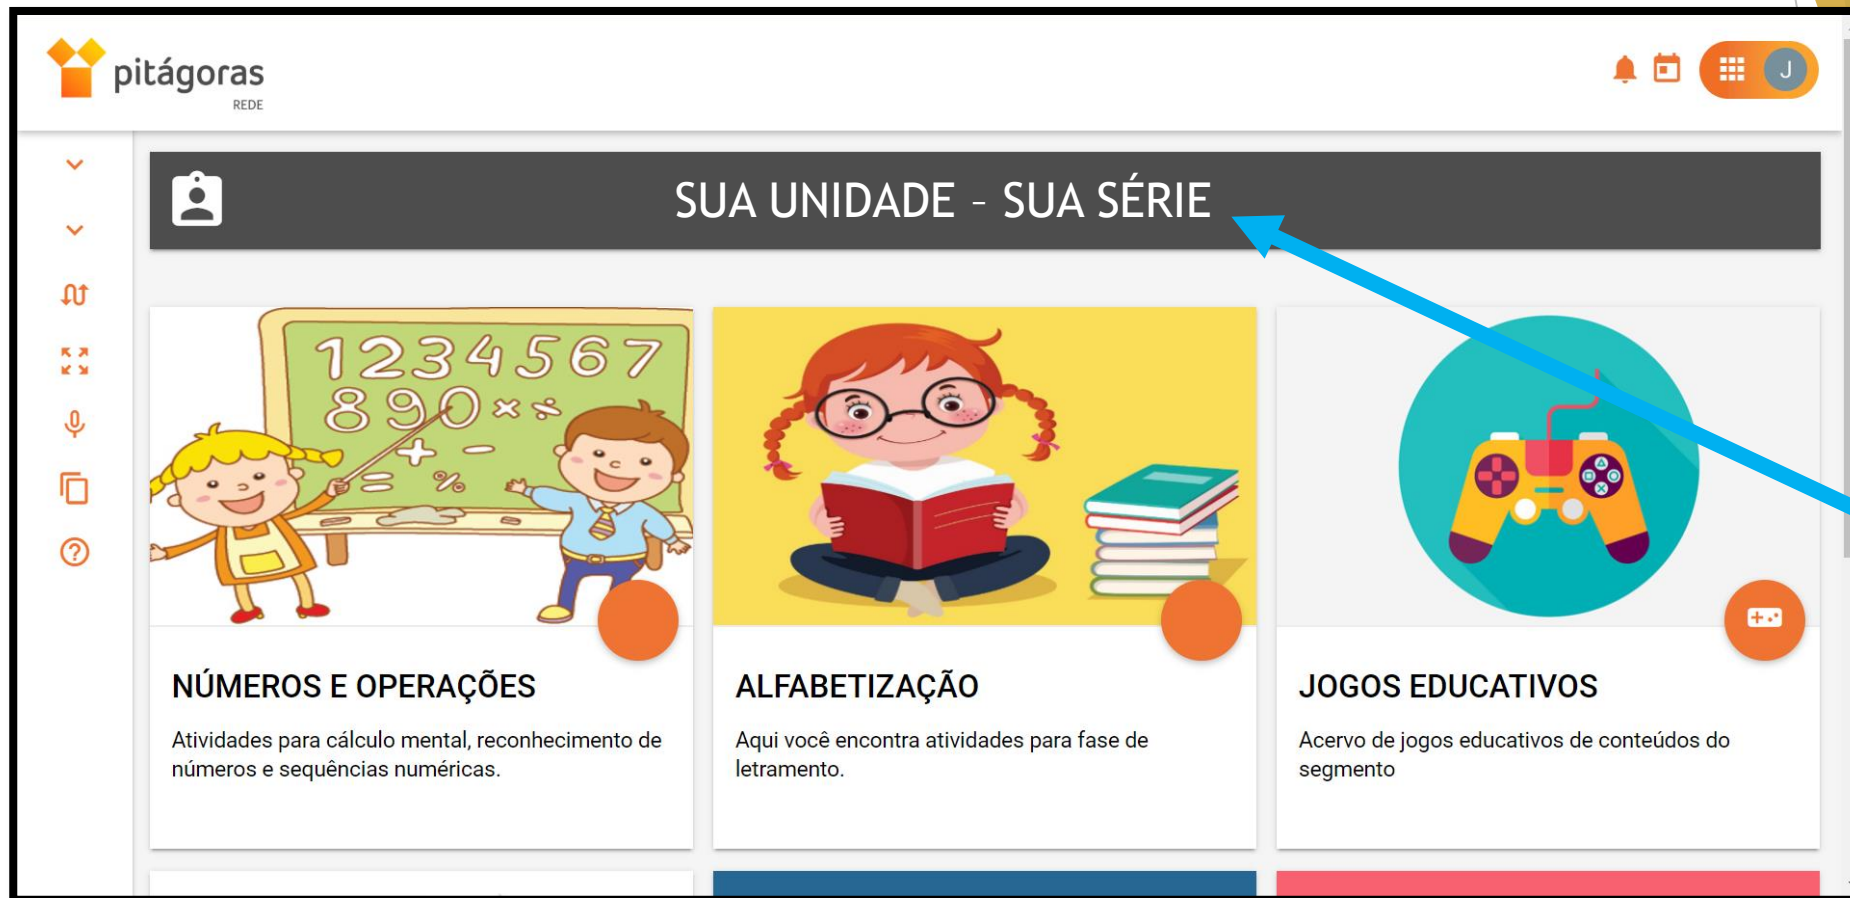 pitágoras
REDE
J
SUA UNIDADE – SUA SÉRIE
1234567
890×÷
+ -
= %
NÚMEROS E OPERAÇÕES
Atividades para cálculo mental, reconhecimento de
números e sequências numéricas.
ALFABETIZAÇÃO
Aqui você encontra atividades para fase de
letramento.
JOGOS EDUCATIVOS
Acervo de jogos educativos de conteúdos do
segmento